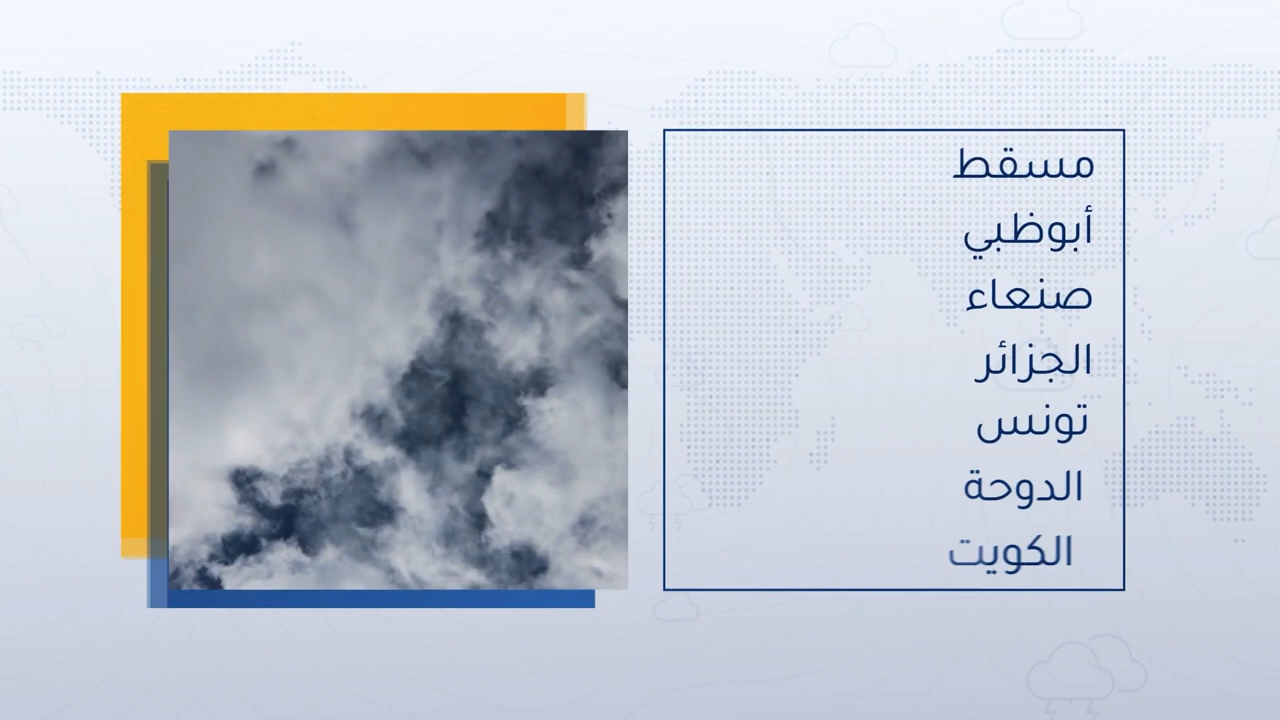 مسقط
أبوظبي
صنعاء
الجزائر
تونس
الدوحة
الكويت